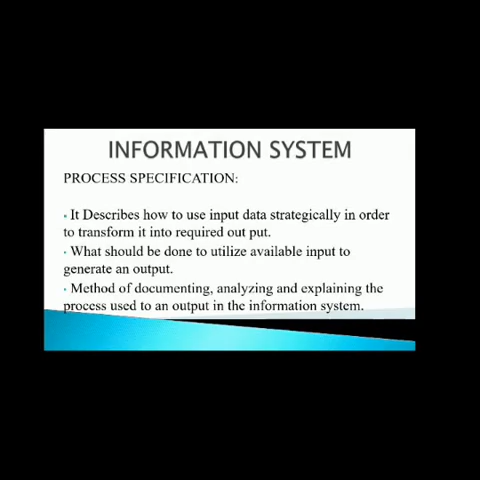 INFORMATION SYSTEM
PROCESS SPECIFICATION:
• It Describes how to use input data strategically in order
to transform it into required out put.
• What should be done to utilize available input to
generate an output.
• Method of documenting, analyzing and explaining the
process used to an output in the information system.